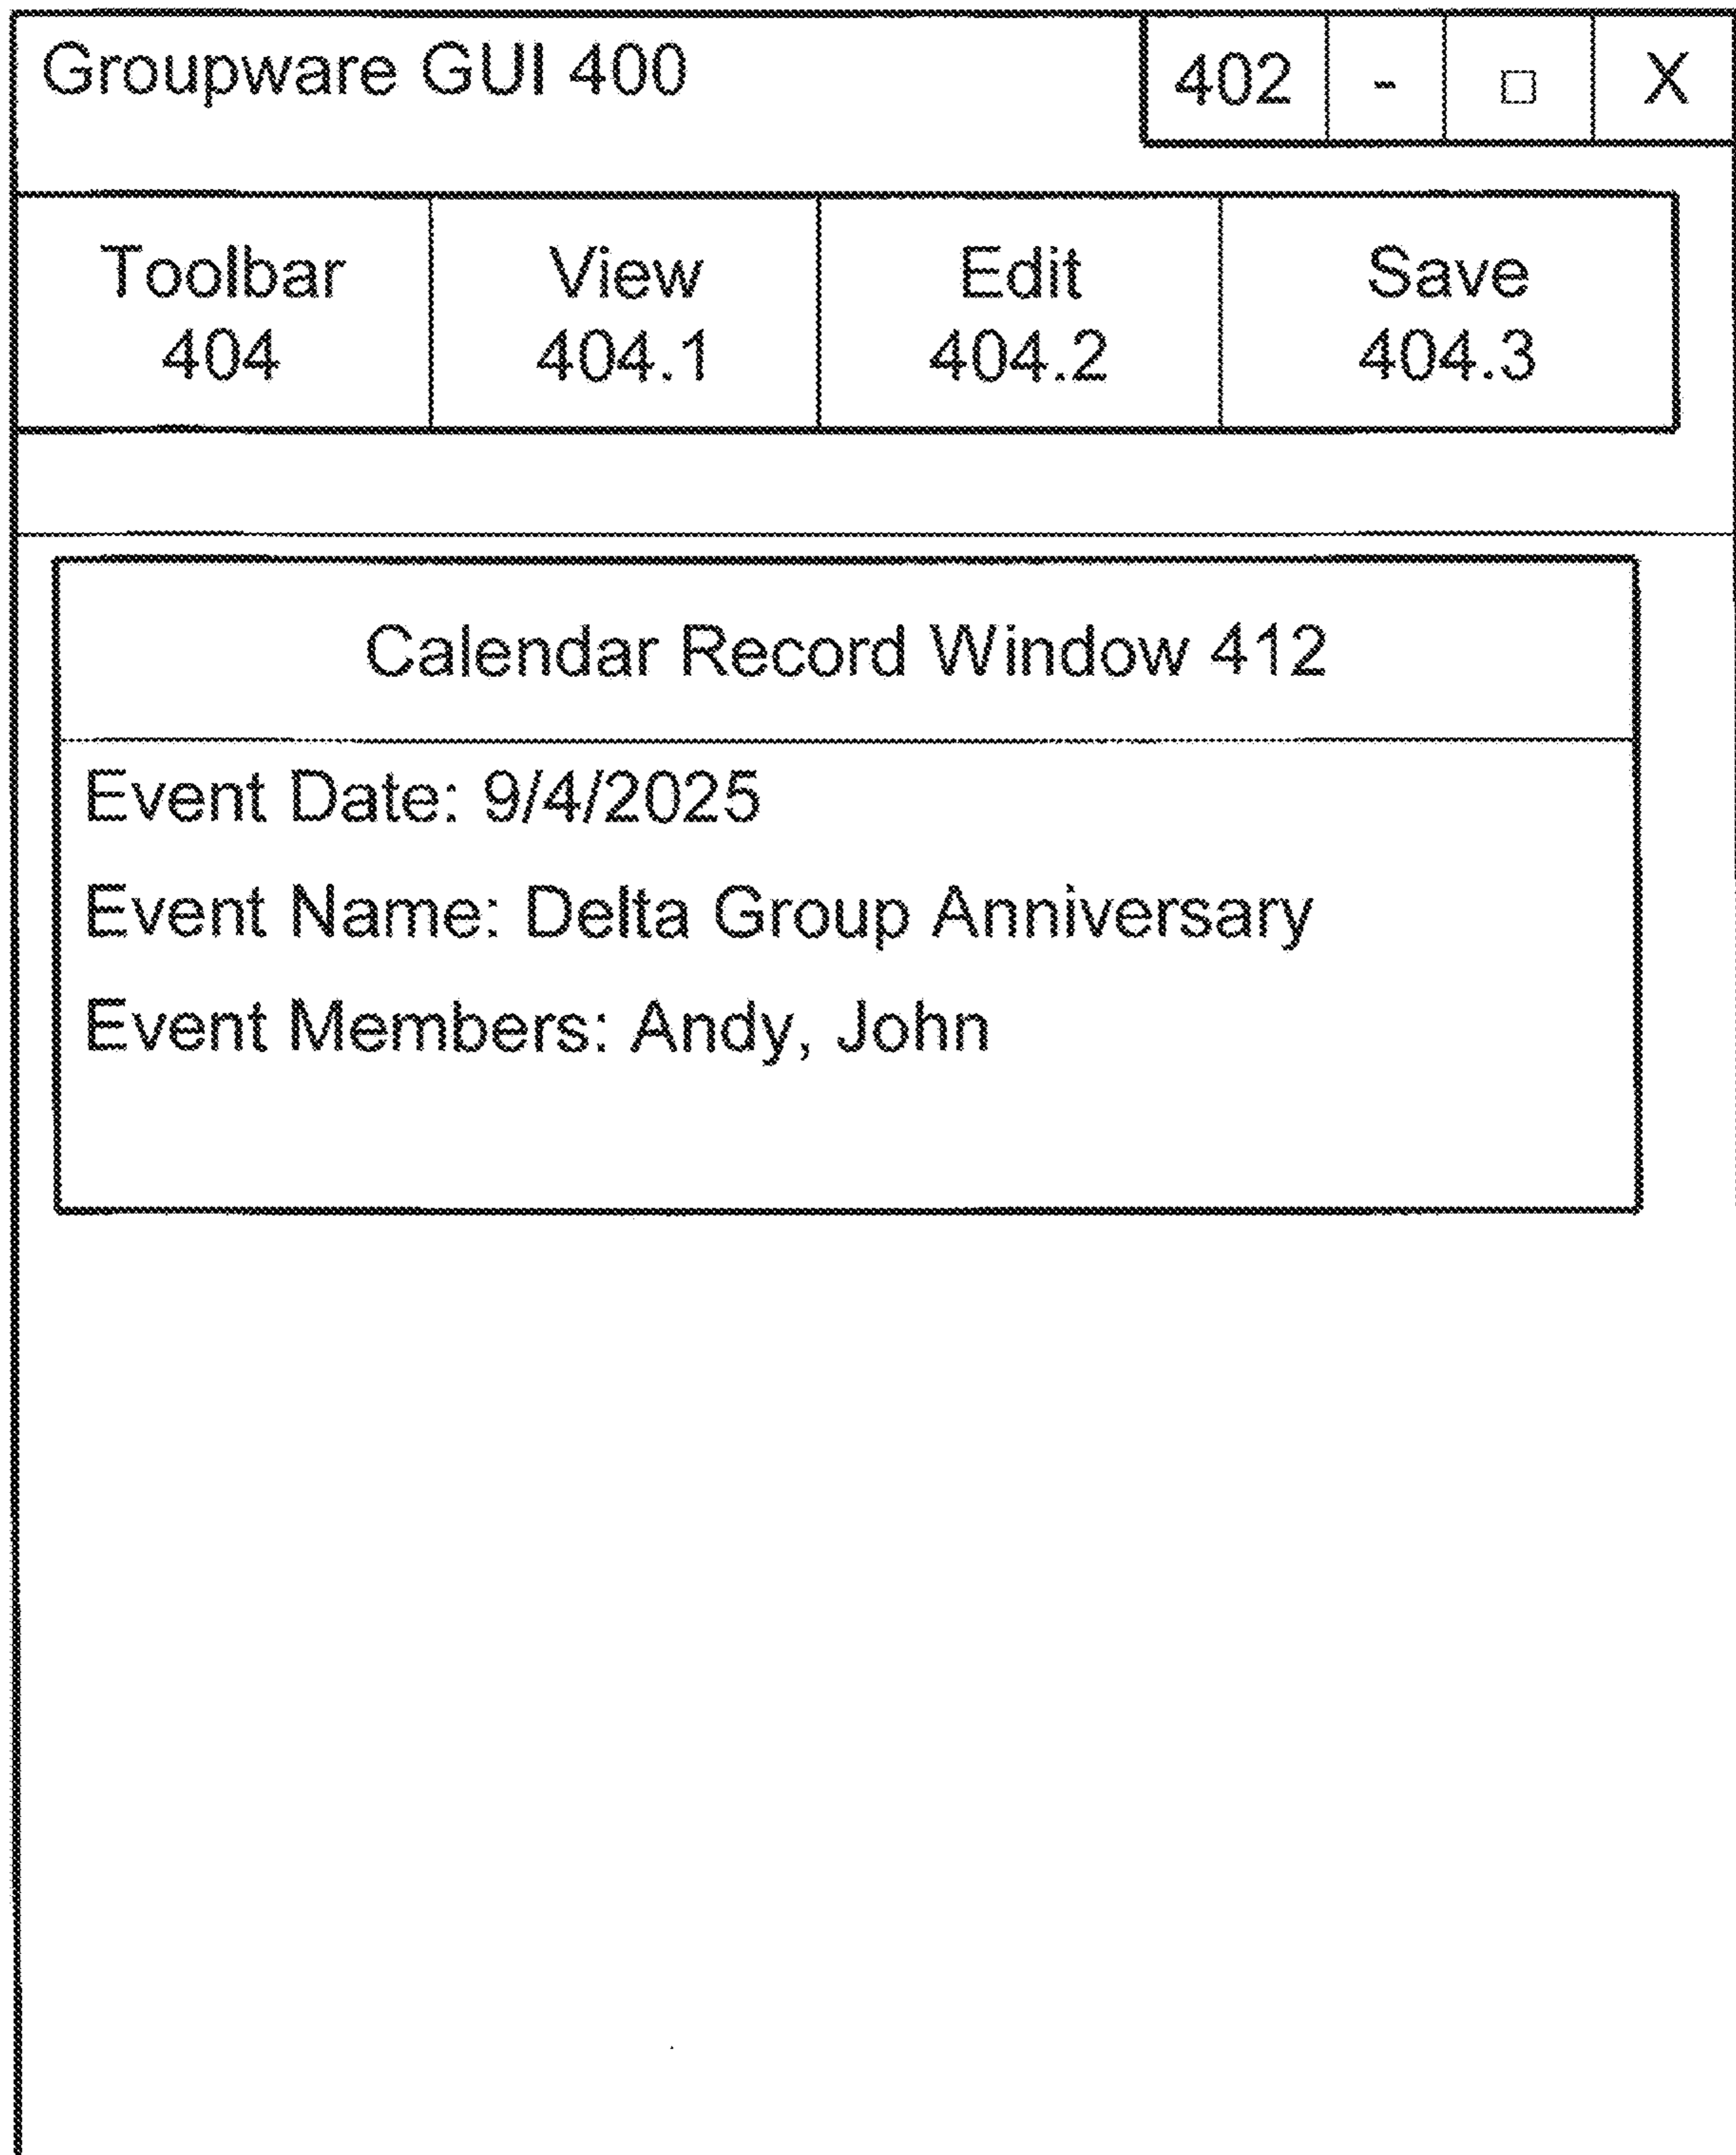 Groupware GUI 400
402 - □ X
Toolbar View Edit Save
404 404.1 404.2 404.3
Calendar Record Window 412
Event Date: 9/4/2025
Event Name: Delta Group Anniversary
Event Members: Andy, John